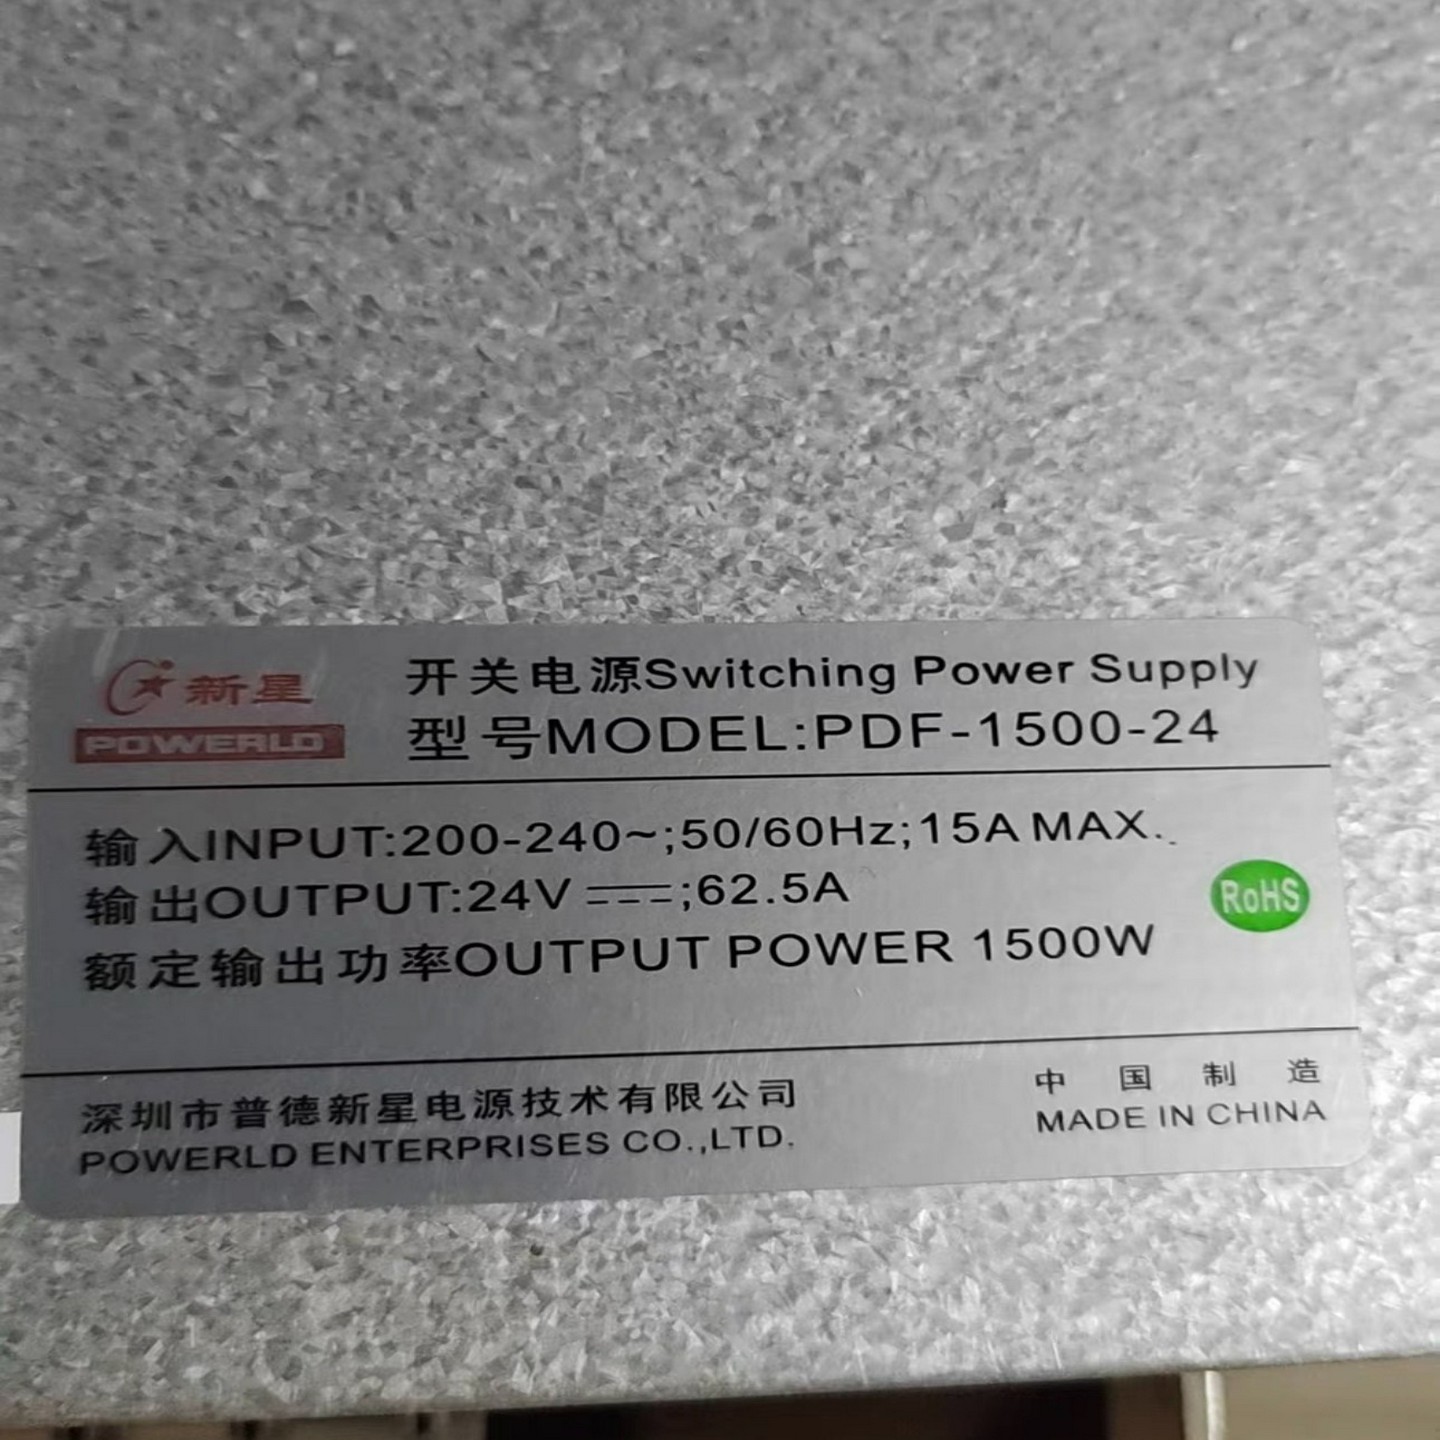 新星
POWERLD
开关电源Switching Power Supply
型号MODEL:PDF-1500-24
输入INPUT:200-240~;50/60Hz;15A MAX.
输出OUTPUT:24V ⎓;62.5A
额定输出功率OUTPUT POWER 1500W
RoHS
深圳市普德新星电源技术有限公司
POWERLD ENTERPRISES CO.,LTD.
中国制造
MADE IN CHINA